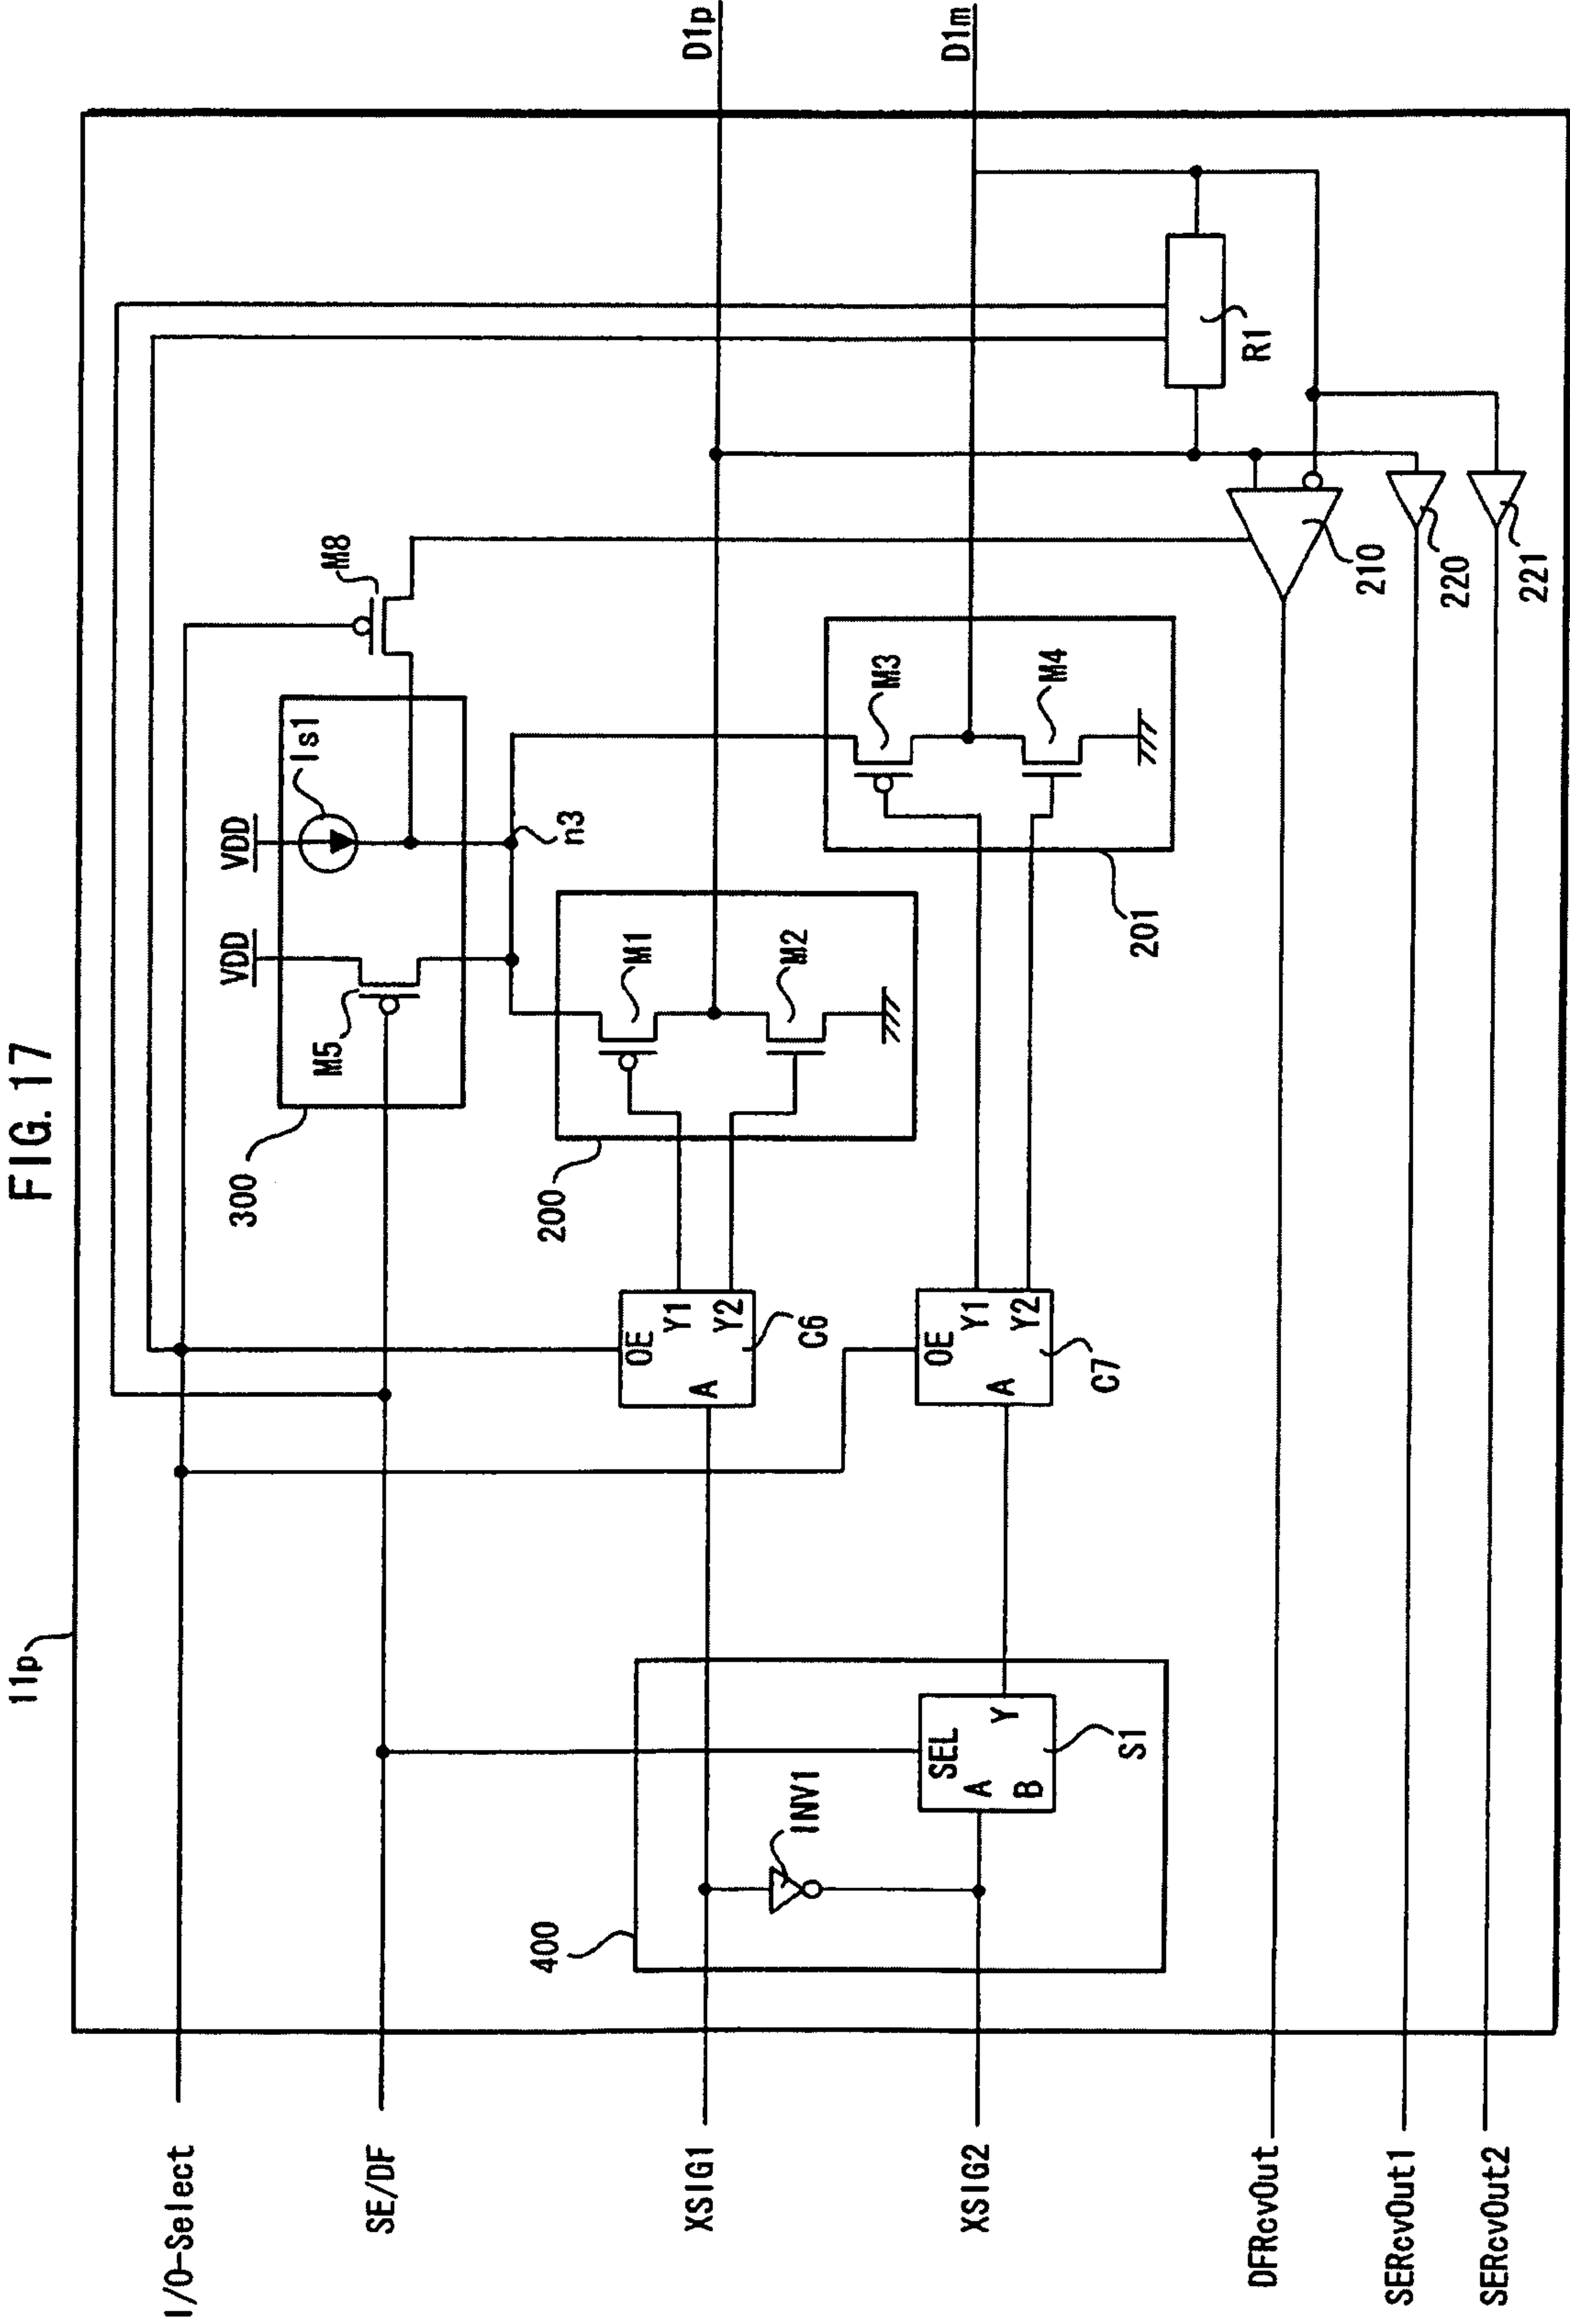 FIG. 17
11p
I/O-Select
SE/DF
XSIG1
XSIG2
DFRcvOut
SERcvOut1
SERcvOut2
400
INV1
SEL
A
B
Y
S1
OE
A
Y1
Y2
C6
OE
A
Y1
Y2
C7
300
VDD
VDD
M5
Is1
n3
M8
200
M1
M2
201
M3
M4
210
220
221
R1
D1p
D1m